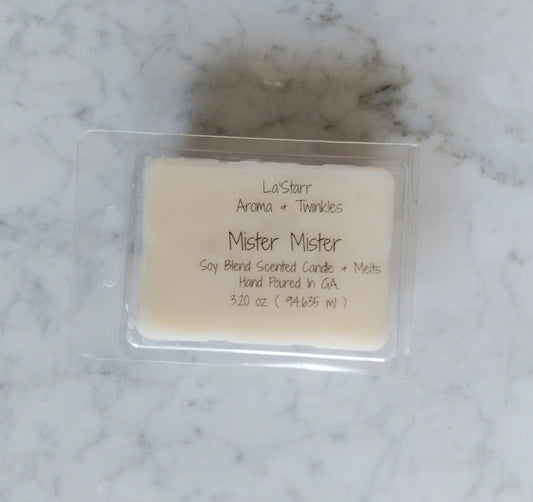 La'Starr
Aroma & Twinkles
Mister Mister
Soy Blend Scented Candle & Melts
Hand Poured In GA.
3.20 oz. ( 94.635 ml )